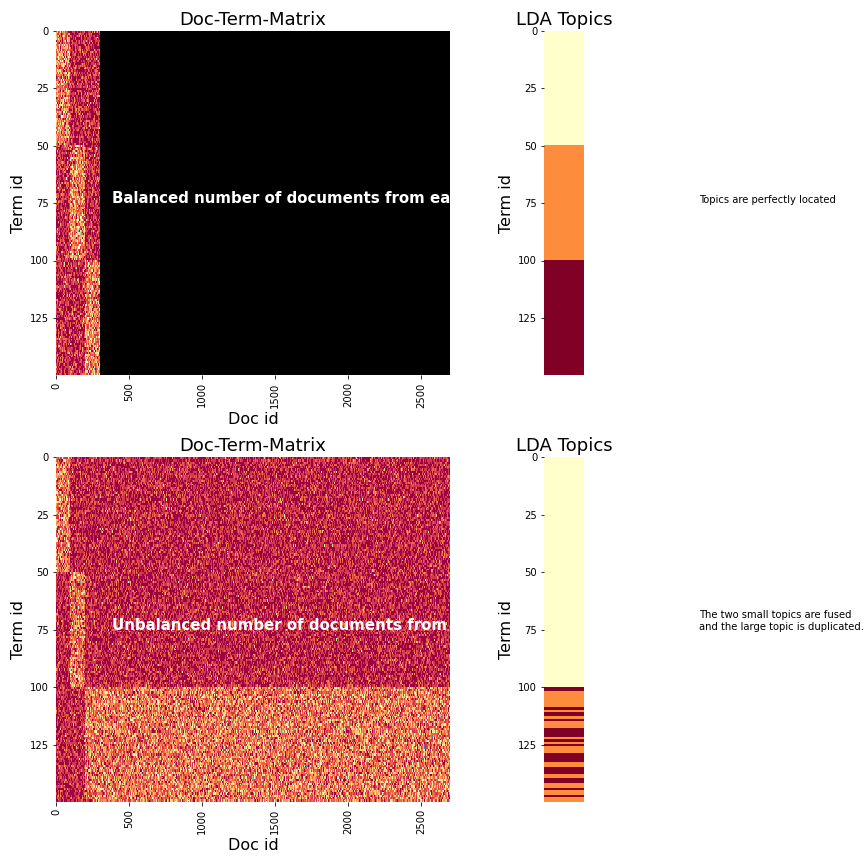 Doc-Term-Matrix
0
25
50
75
100
125
Term id
Balanced number of documents from ea
0
500
1000
1500
2000
2500
Doc id
LDA Topics
0
25
50
75
100
125
Term id
Topics are perfectly located
Doc-Term-Matrix
0
25
50
75
100
125
Term id
Unbalanced number of documents from
0
500
1000
1500
2000
2500
Doc id
LDA Topics
0
25
50
75
100
125
Term id
The two small topics are fused
and the large topic is duplicated.